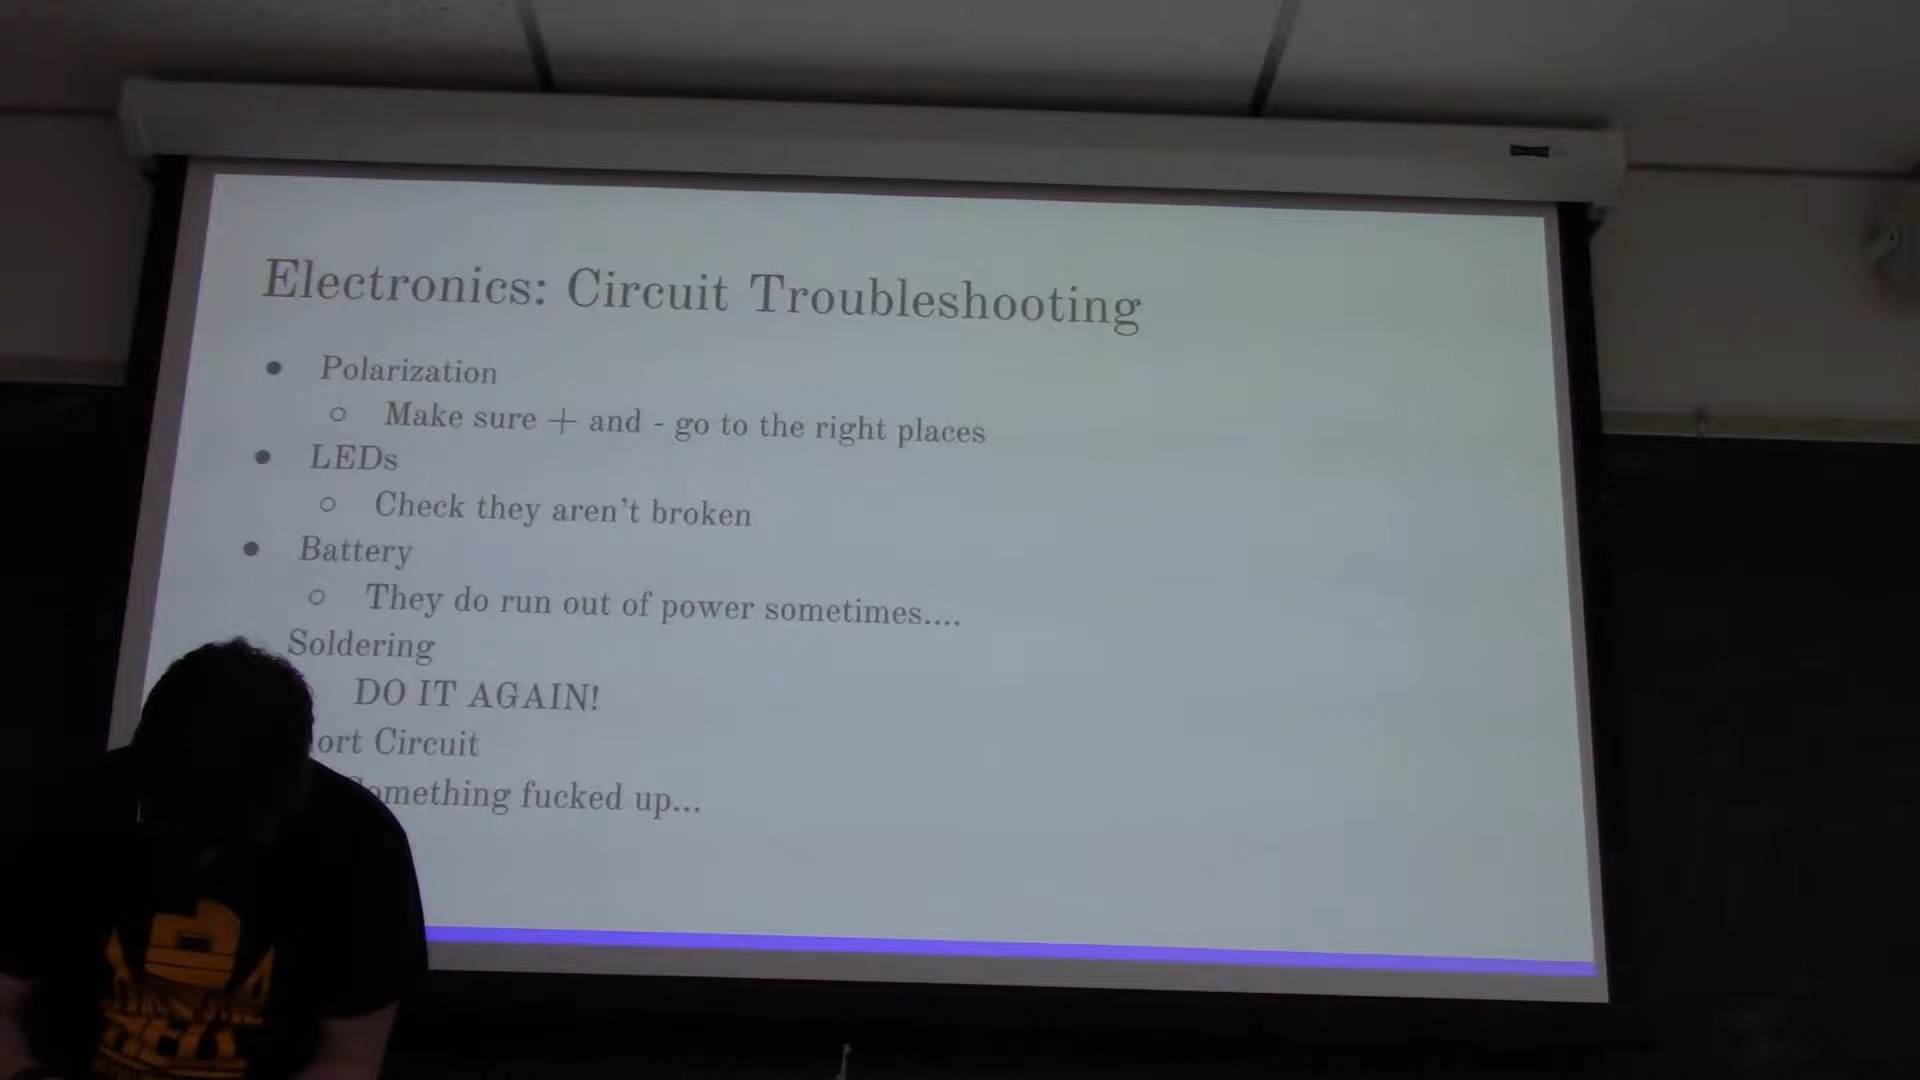 Electronics: Circuit Troubleshooting
● Polarization
○ Make sure + and - go to the right places
● LEDs
○ Check they aren't broken
● Battery
○ They do run out of power sometimes....
Soldering
DO IT AGAIN!
ort Circuit
omething fucked up...